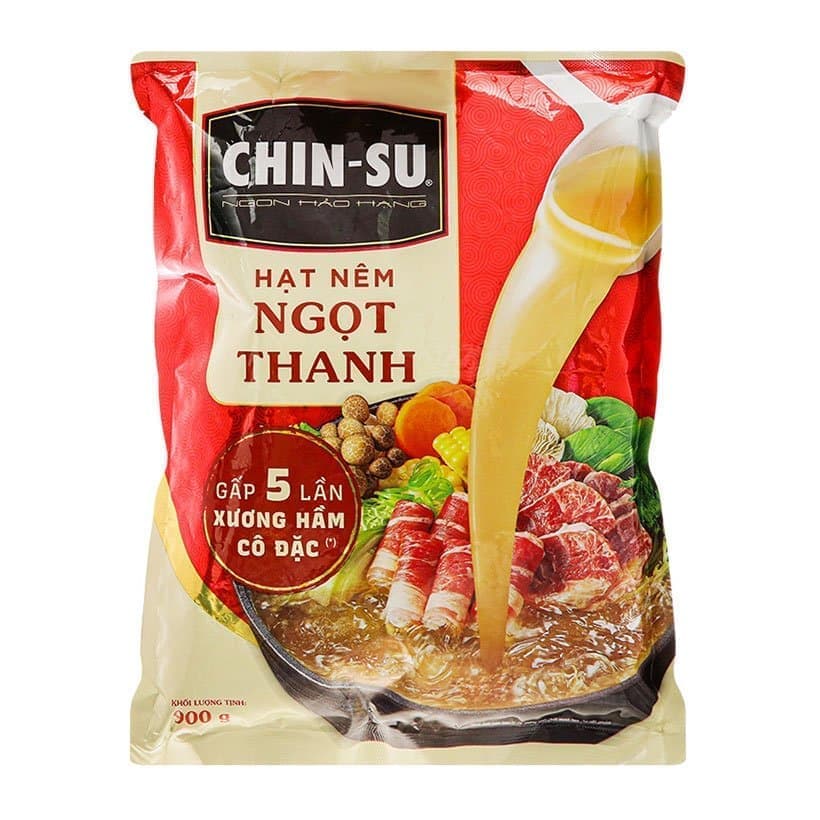 CHIN-SU®
NGON HẢO HẠNG
HẠT NÊM
NGỌT
THANH
GẤP 5 LẦN
XƯƠNG HẦM
CÔ ĐẶC (*)
KHỐI LƯỢNG TỊNH:
900 g